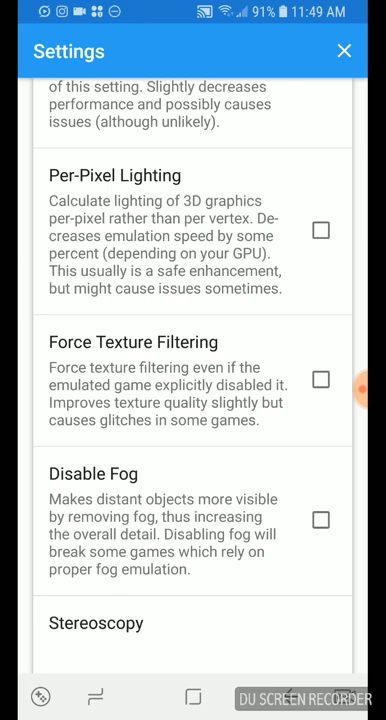 91% 11:49 AM
Settings
of this setting. Slightly decreases
performance and possibly causes
issues (although unlikely).
Per-Pixel Lighting
Calculate lighting of 3D graphics
per-pixel rather than per vertex. De-
creases emulation speed by some
percent (depending on your GPU).
This usually is a safe enhancement,
but might cause issues sometimes.
Force Texture Filtering
Force texture filtering even if the
emulated game explicitly disabled it.
Improves texture quality slightly but
causes glitches in some games.
Disable Fog
Makes distant objects more visible
by removing fog, thus increasing
the overall detail. Disabling fog will
break some games which rely on
proper fog emulation.
Stereoscopy
DU SCREEN RECORDER